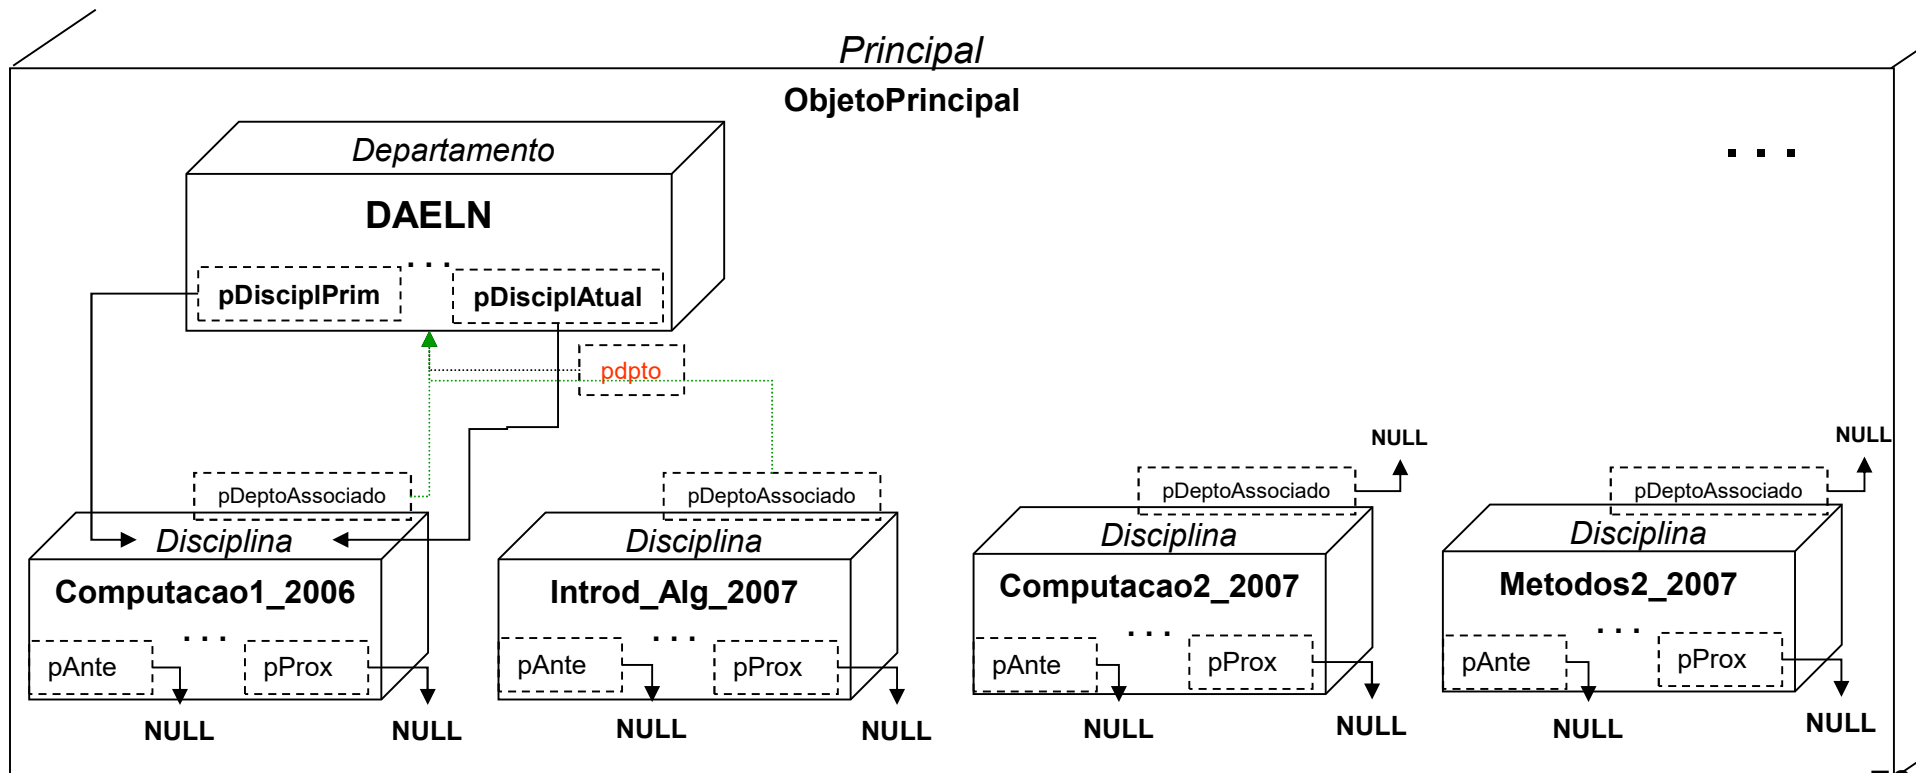 Principal
ObjetoPrincipal
Departamento
. . .
DAELN
. . .
pDisciplPrim
pDisciplAtual
pdpto
NULL
NULL
pDeptoAssociado
pDeptoAssociado
pDeptoAssociado
pDeptoAssociado
Disciplina
Disciplina
Disciplina
Disciplina
Computacao1_2006
Introd_Alg_2007
Computacao2_2007
Metodos2_2007
. . .
. . .
. . .
. . .
pAnte
pProx
pAnte
pProx
pAnte
pProx
pAnte
pProx
NULL
NULL
NULL
NULL
NULL
NULL
NULL
NULL